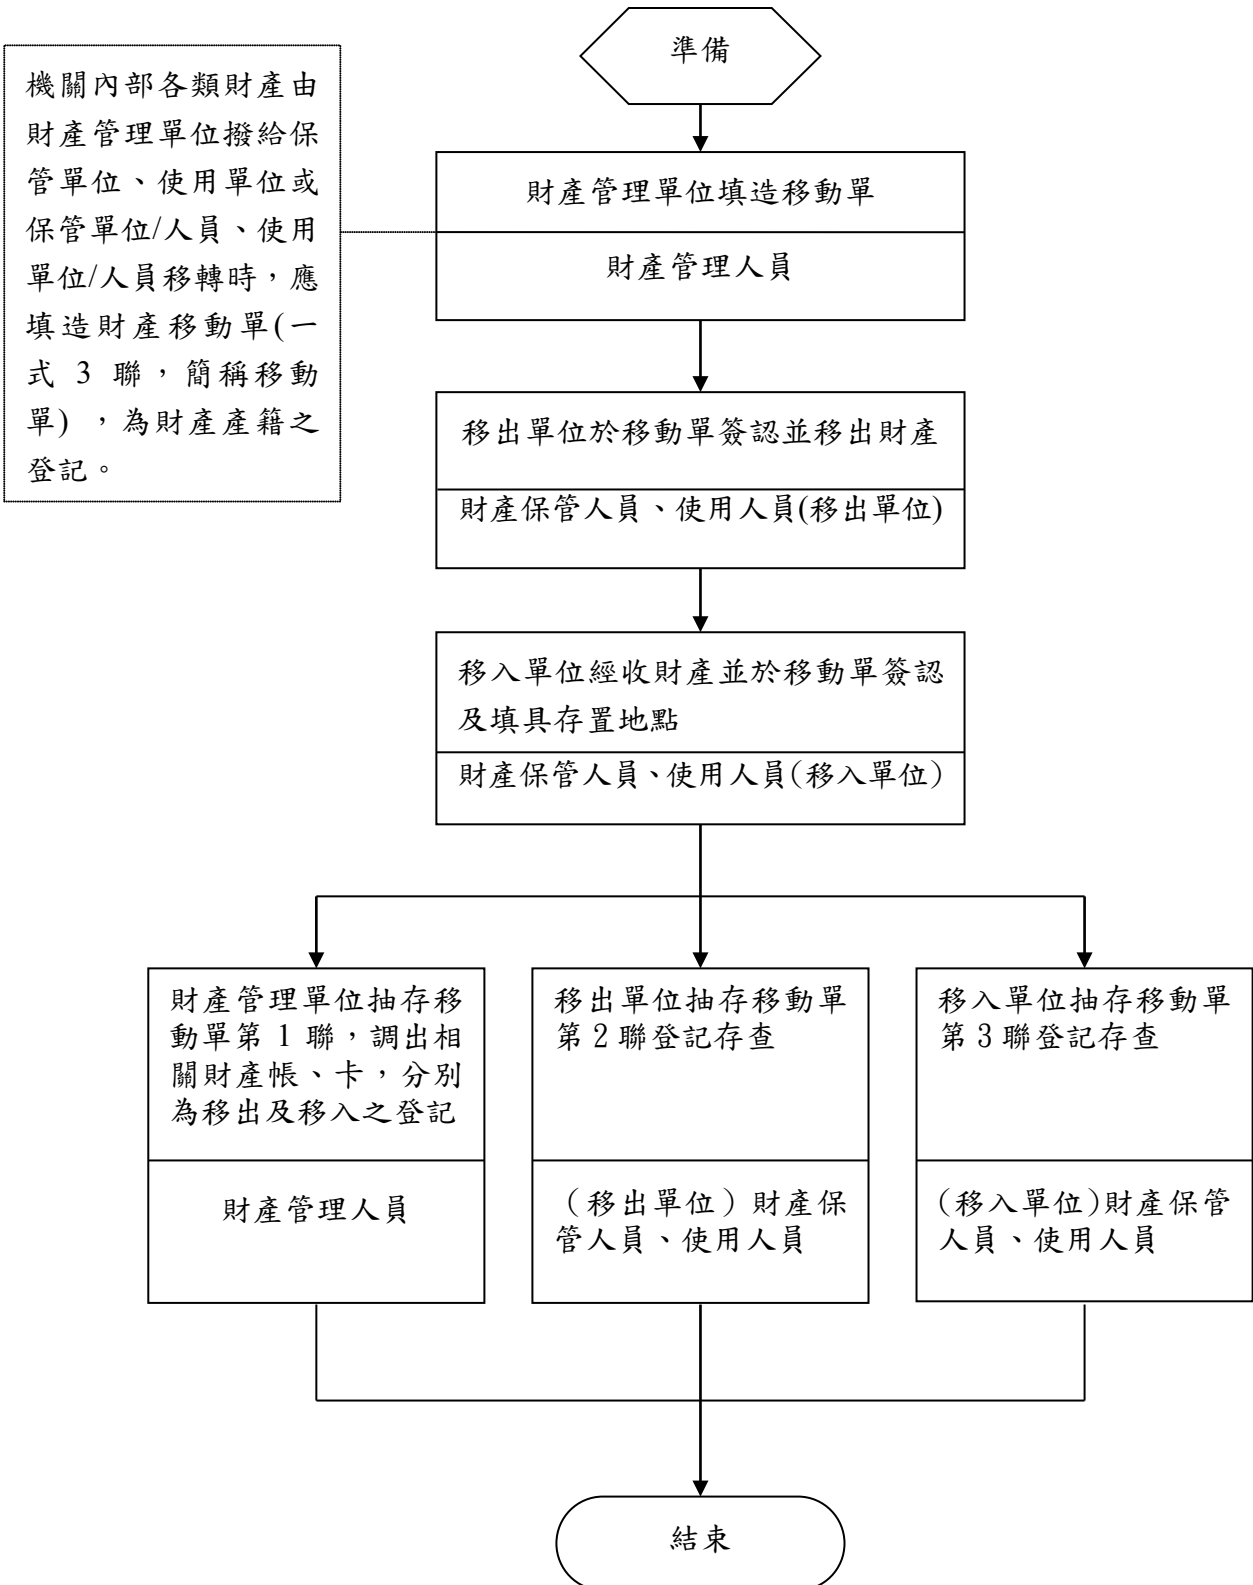 準備
機關內部各類財產由
財產管理單位撥給保
管單位、使用單位或
保管單位/人員、使用
單位/人員移轉時，應
填造財產移動單(一
式 3 聯，簡稱移動
單)，為財產產籍之
登記。
財產管理單位填造移動單
財產管理人員
移出單位於移動單簽認並移出財產
財產保管人員、使用人員(移出單位)
移入單位經收財產並於移動單簽認
及填具存置地點
財產保管人員、使用人員(移入單位)
財產管理單位抽存移
動單第 1 聯，調出相
關財產帳、卡，分別
為移出及移入之登記
財產管理人員
移出單位抽存移動單
第 2 聯登記存查
（移出單位）財產保
管人員、使用人員
移入單位抽存移動單
第 3 聯登記存查
(移入單位)財產保管
人員、使用人員
結束